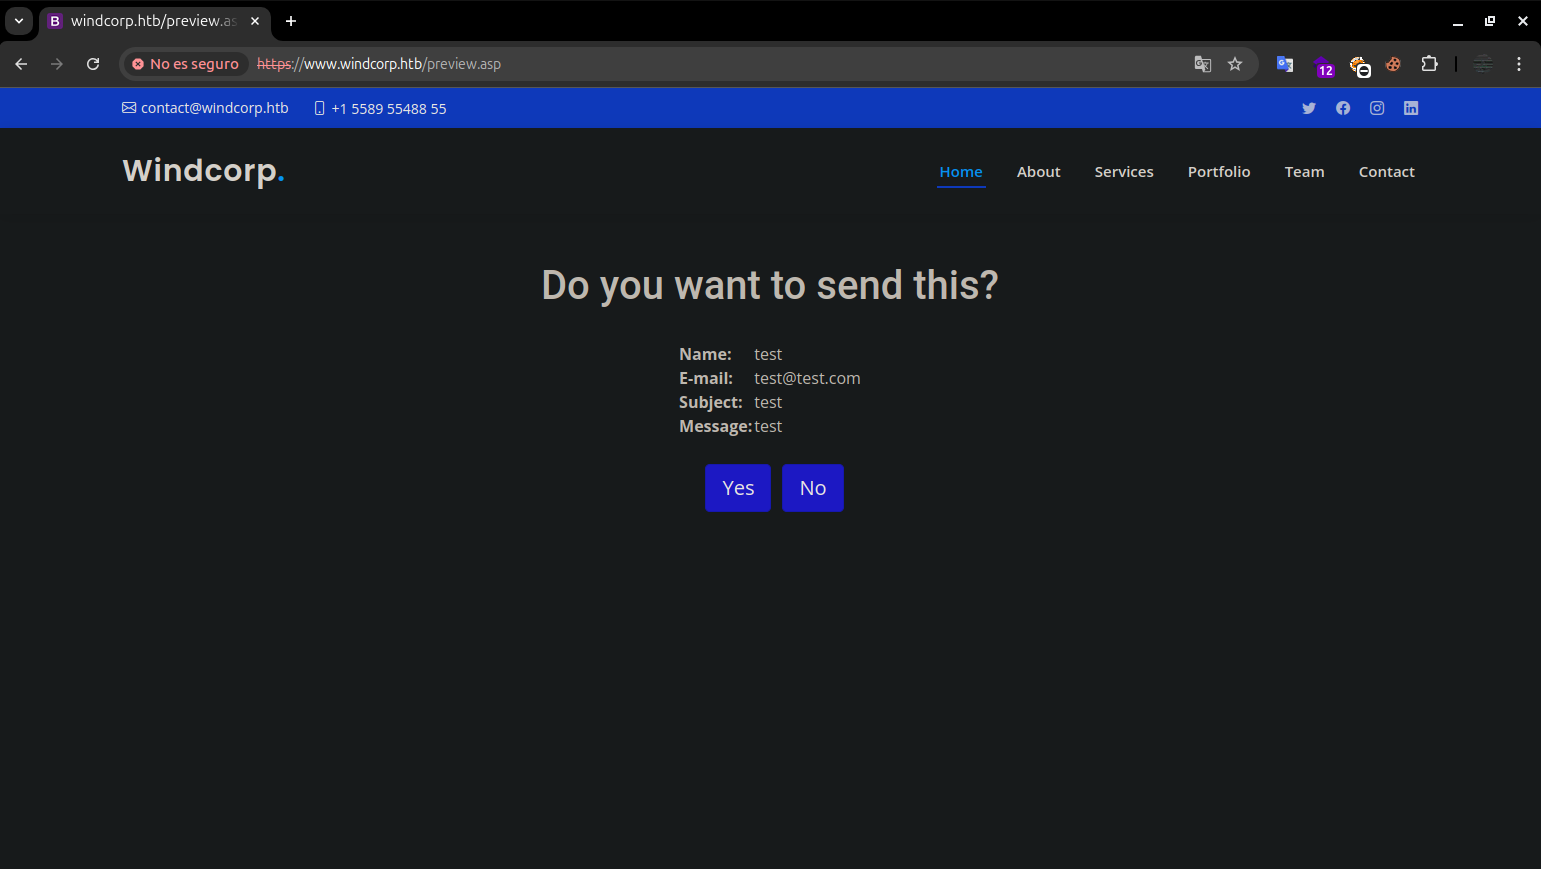 windcorp.htb/preview.as
No es seguro https://www.windcorp.htb/preview.asp
12
contact@windcorp.htb +1 5589 55488 55
Windcorp.
Home About Services Portfolio Team Contact
Do you want to send this?
Name: test
E-mail: test@test.com
Subject: test
Message: test
Yes No